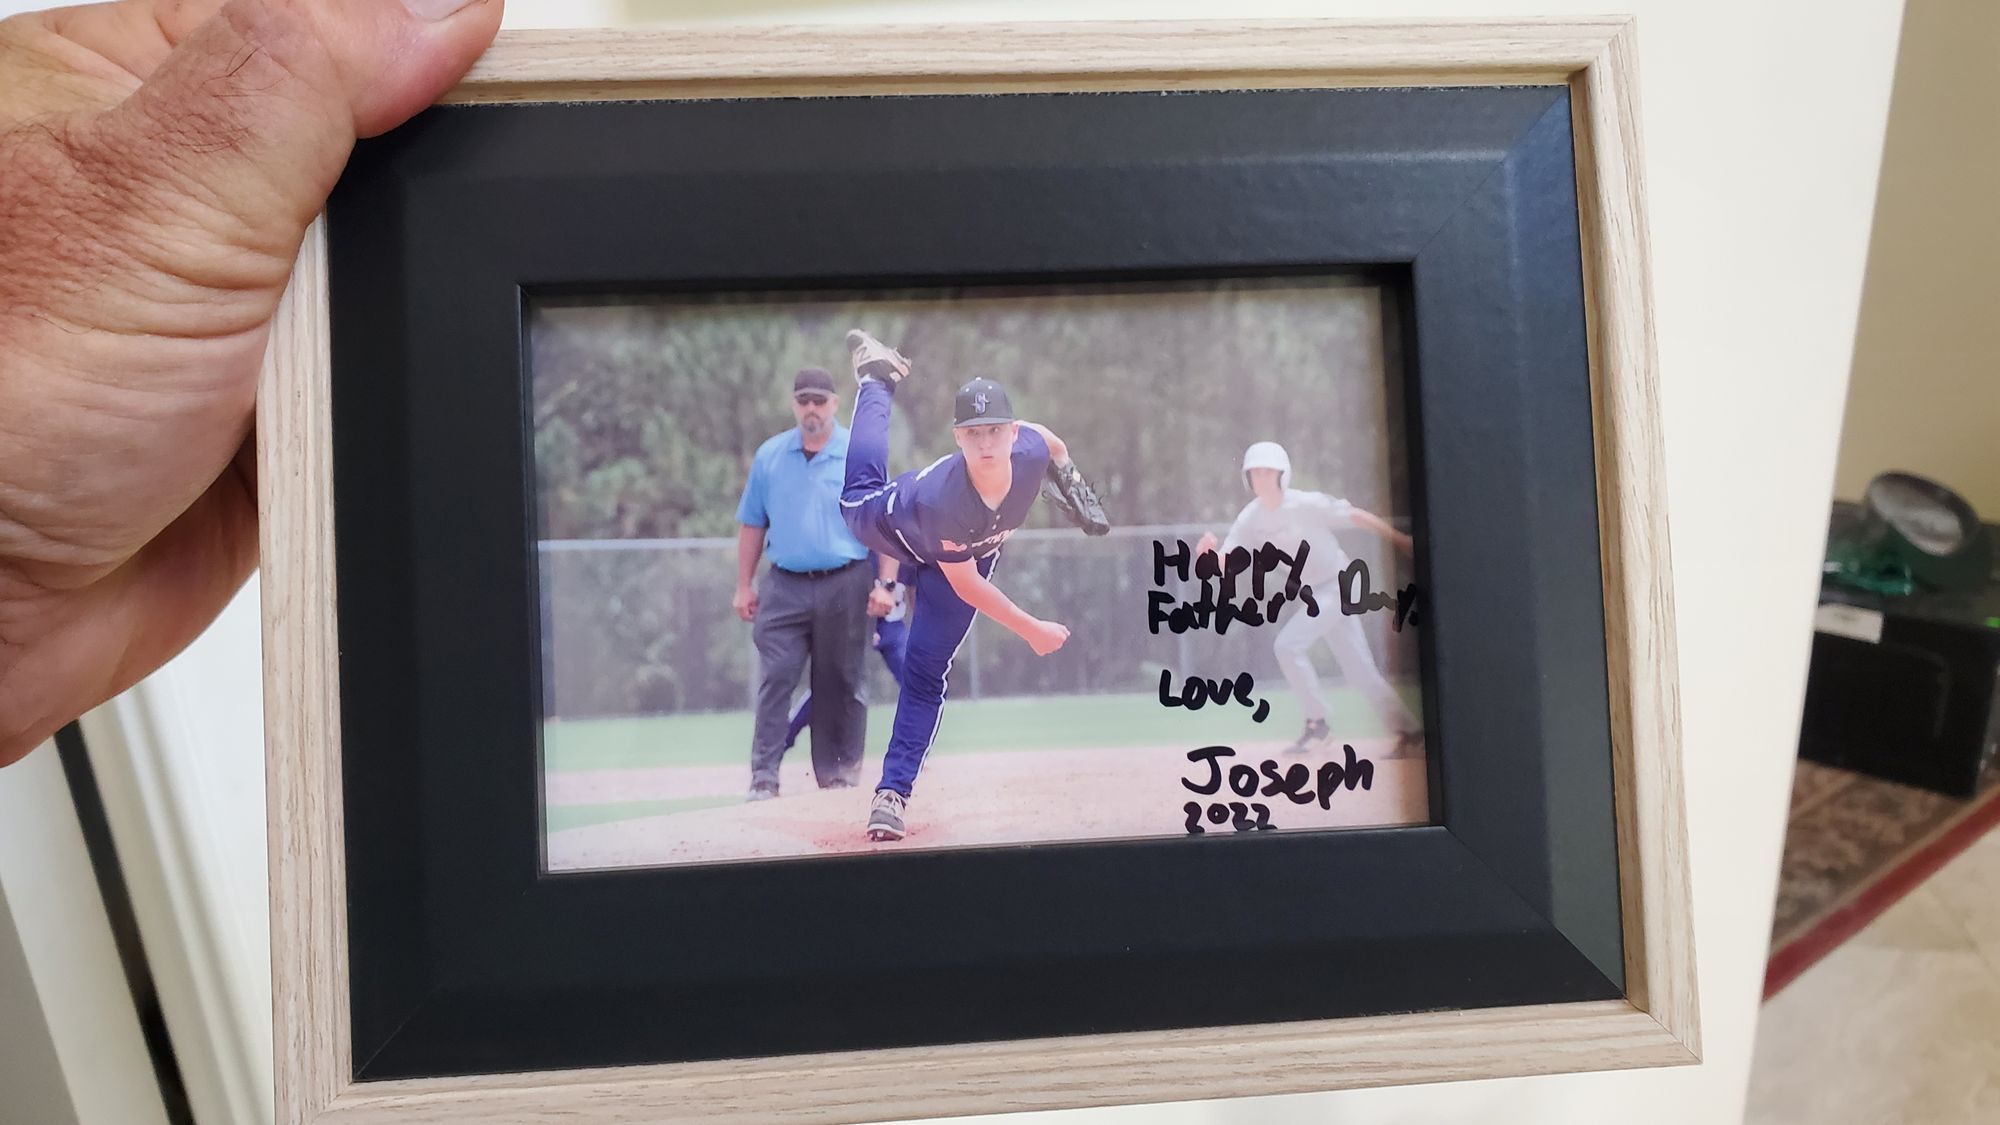 Happy
Father's Day,
Love,
Joseph
2022